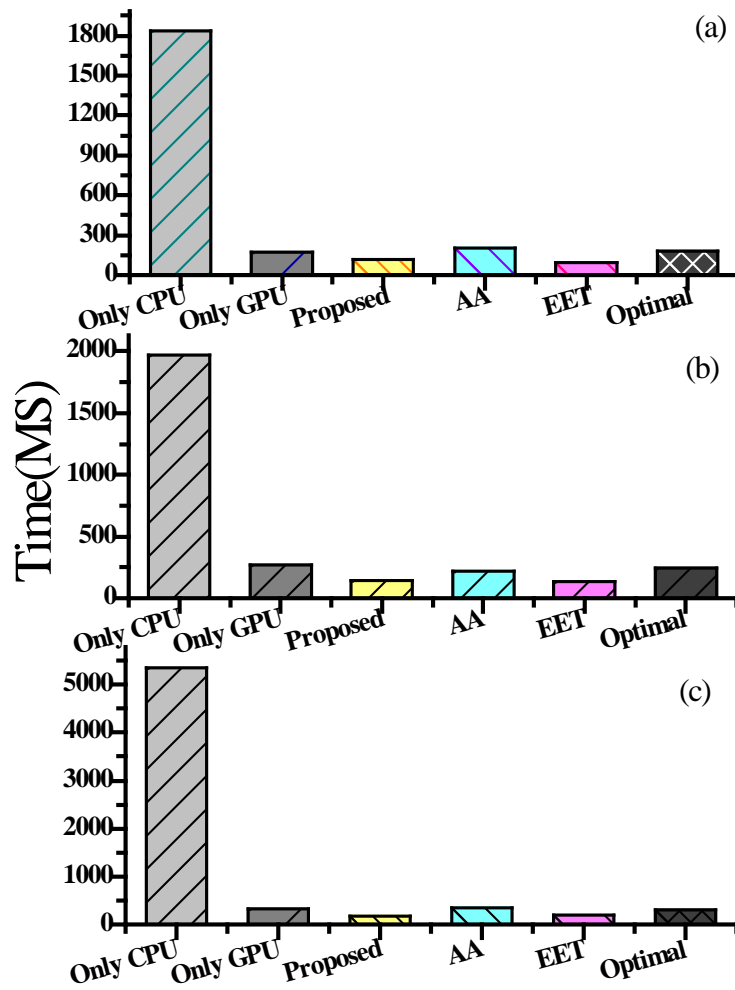 (a)
1800
1500
1200
900
600
300
0
Only CPU
Only GPU
Proposed
AA
EET
Optimal
Time(MS)
(b)
2000
1500
1000
500
0
Only CPU
Only GPU
Proposed
AA
EET
Optimal
(c)
5000
4000
3000
2000
1000
0
Only CPU
Only GPU
Proposed
AA
EET
Optimal